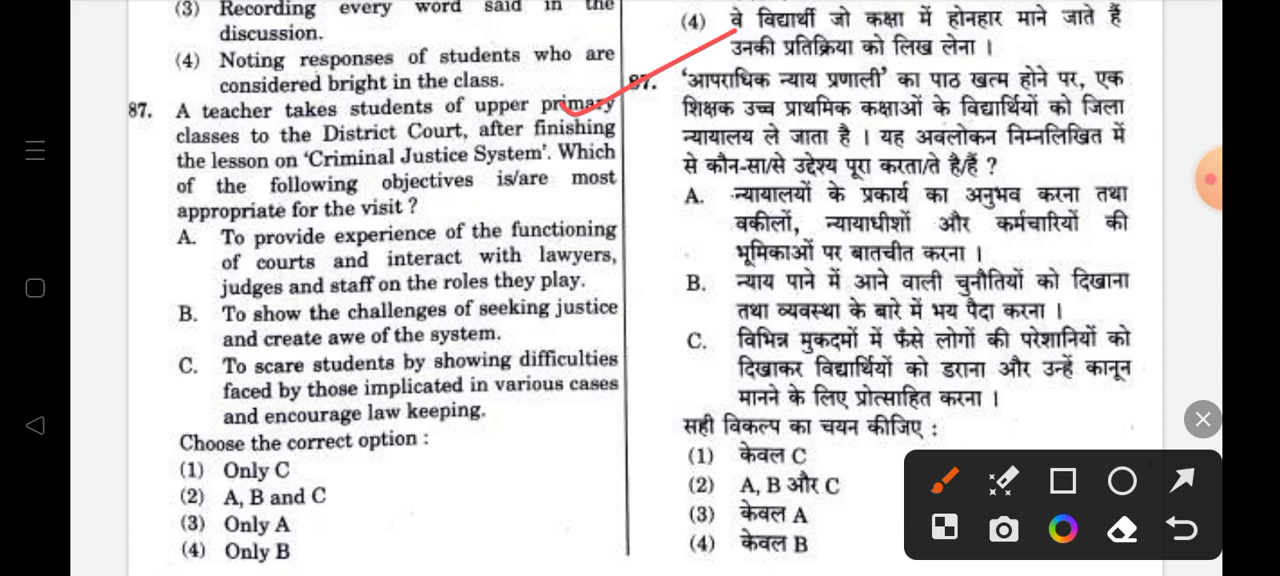 (3) Recording every word said in the
discussion.
(4) Noting responses of students who are
considered bright in the class.
87. A teacher takes students of upper primary
classes to the District Court, after finishing
the lesson on 'Criminal Justice System'. Which
of the following objectives is/are most
appropriate for the visit ?
A. To provide experience of the functioning
of courts and interact with lawyers,
judges and staff on the roles they play.
B. To show the challenges of seeking justice
and create awe of the system.
C. To scare students by showing difficulties
faced by those implicated in various cases
and encourage law keeping.
Choose the correct option :
(1) Only C
(2) A, B and C
(3) Only A
(4) Only B
(4) वे विद्यार्थी जो कक्षा में होनहार माने जाते हैं
उनकी प्रतिक्रिया को लिख लेना ।
87. 'आपराधिक न्याय प्रणाली' का पाठ खत्म होने पर, एक
शिक्षक उच्च प्राथमिक कक्षाओं के विद्यार्थियों को जिला
न्यायालय ले जाता है । यह अवलोकन निम्नलिखित में
से कौन-सा/से उद्देश्य पूरा करता/ते है/हैं ?
A. न्यायालयों के प्रकार्य का अनुभव करना तथा
वकीलों, न्यायाधीशों और कर्मचारियों की
भूमिकाओं पर बातचीत करना ।
B. न्याय पाने में आने वाली चुनौतियों को दिखाना
तथा व्यवस्था के बारे में भय पैदा करना ।
C. विभिन्न मुकदमों में फँसे लोगों की परेशानियों को
दिखाकर विद्यार्थियों को डराना और उन्हें कानून
मानने के लिए प्रोत्साहित करना ।
सही विकल्प का चयन कीजिए :
(1) केवल C
(2) A, B और C
(3) केवल A
(4) केवल B